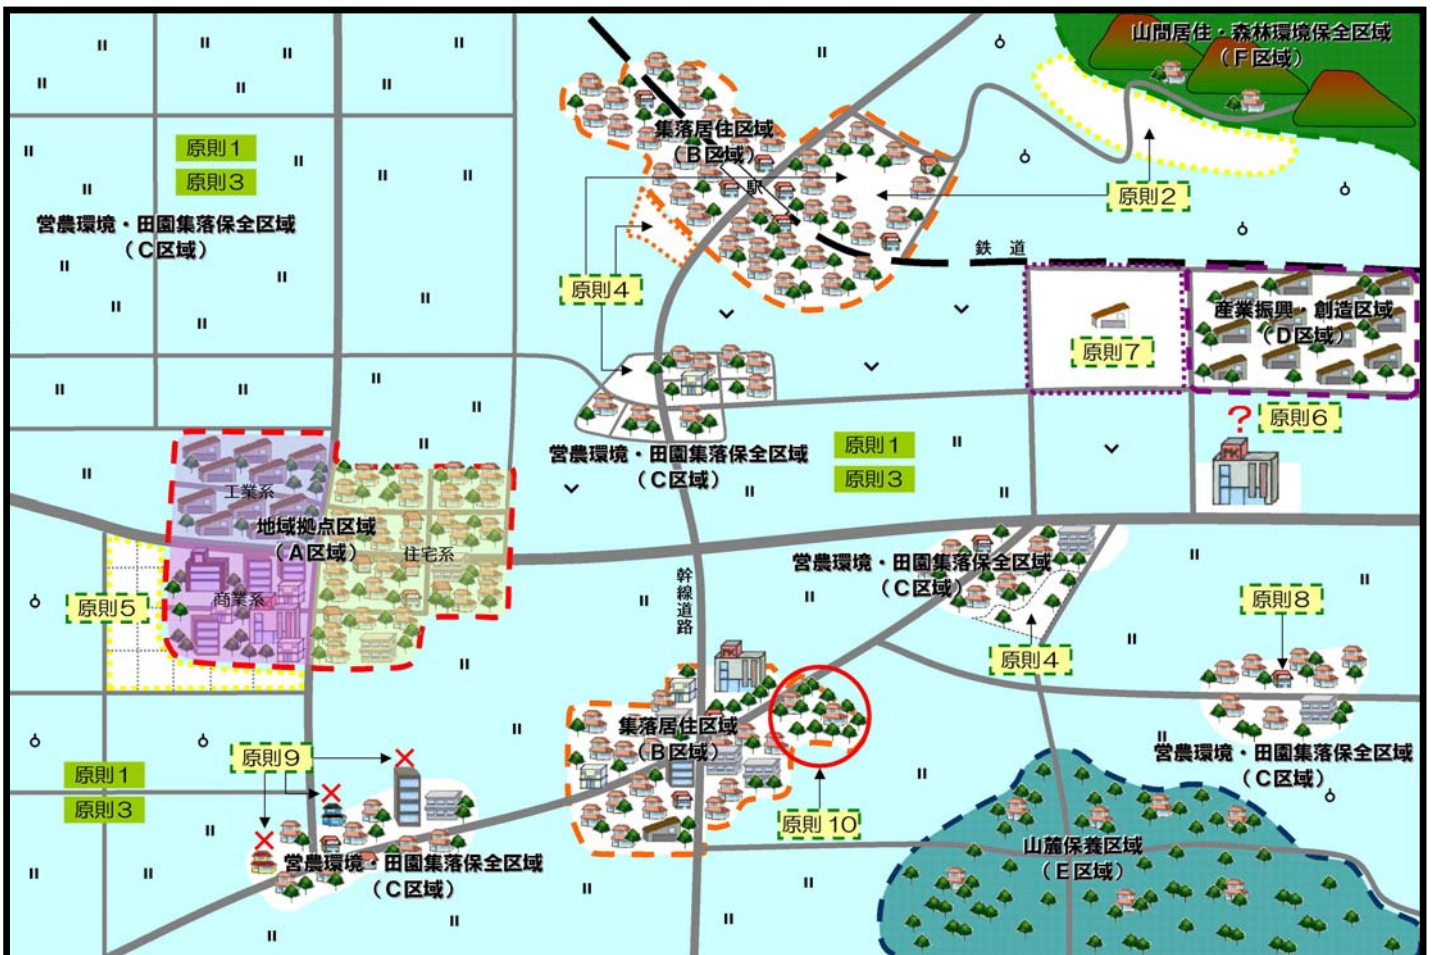 山間居住・森林環境保全区域
（Ｆ区域）
集落居住区域
（Ｂ区域）
駅
原則１
原則３
営農環境・田園集落保全区域
（Ｃ区域）
原則２
鉄　道
原則４
産業振興・創造区域
（Ｄ区域）
原則７
？
原則６
営農環境・田園集落保全区域
（Ｃ区域）
原則１
原則３
MK
工業系
地域拠点区域
（Ａ区域）
住宅系
商業系
原則５
営農環境・田園集落保全区域
（Ｃ区域）
幹線道路
原則８
原則４
MK
集落居住区域
（Ｂ区域）
営農環境・田園集落保全区域
（Ｃ区域）
原則９
原則１
原則３
原則１０
営農環境・田園集落保全区域
（Ｃ区域）
山麓保養区域
（Ｅ区域）